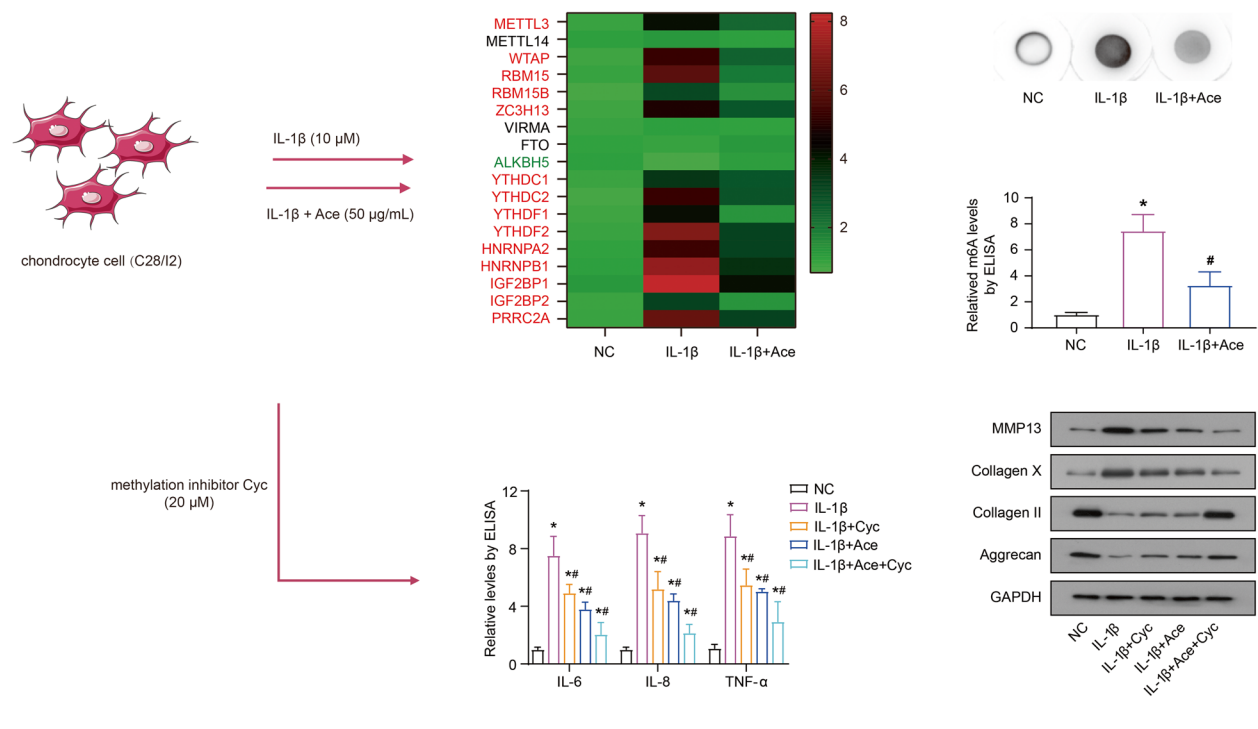 IL-1β (10 μM)
IL-1β + Ace (50 μg/mL)
chondrocyte cell (C28/I2)
METTL3
METTL14
WTAP
RBM15
RBM15B
ZC3H13
VIRMA
FTO
ALKBH5
YTHDC1
YTHDC2
YTHDF1
YTHDF2
HNRNPA2
HNRNPB1
IGF2BP1
IGF2BP2
PRRC2A
NC IL-1β IL-1β+Ace
8
6
4
2
NC IL-1β IL-1β+Ace
Relatived m6A levels
by ELISA
10
8
6
4
2
0
*
#
NC IL-1β IL-1β+Ace
methylation inhibitor Cyc
(20 μM)
Relative levles by ELISA
12
8
4
0
* *# *# *#
* *# *# *#
* *# *# *#
IL-6 IL-8 TNF-α
NC
IL-1β
IL-1β+Cyc
IL-1β+Ace
IL-1β+Ace+Cyc
MMP13
Collagen X
Collagen II
Aggrecan
GAPDH
NC
IL-1β
IL-1β+Cyc
IL-1β+Ace
IL-1β+Ace+Cyc